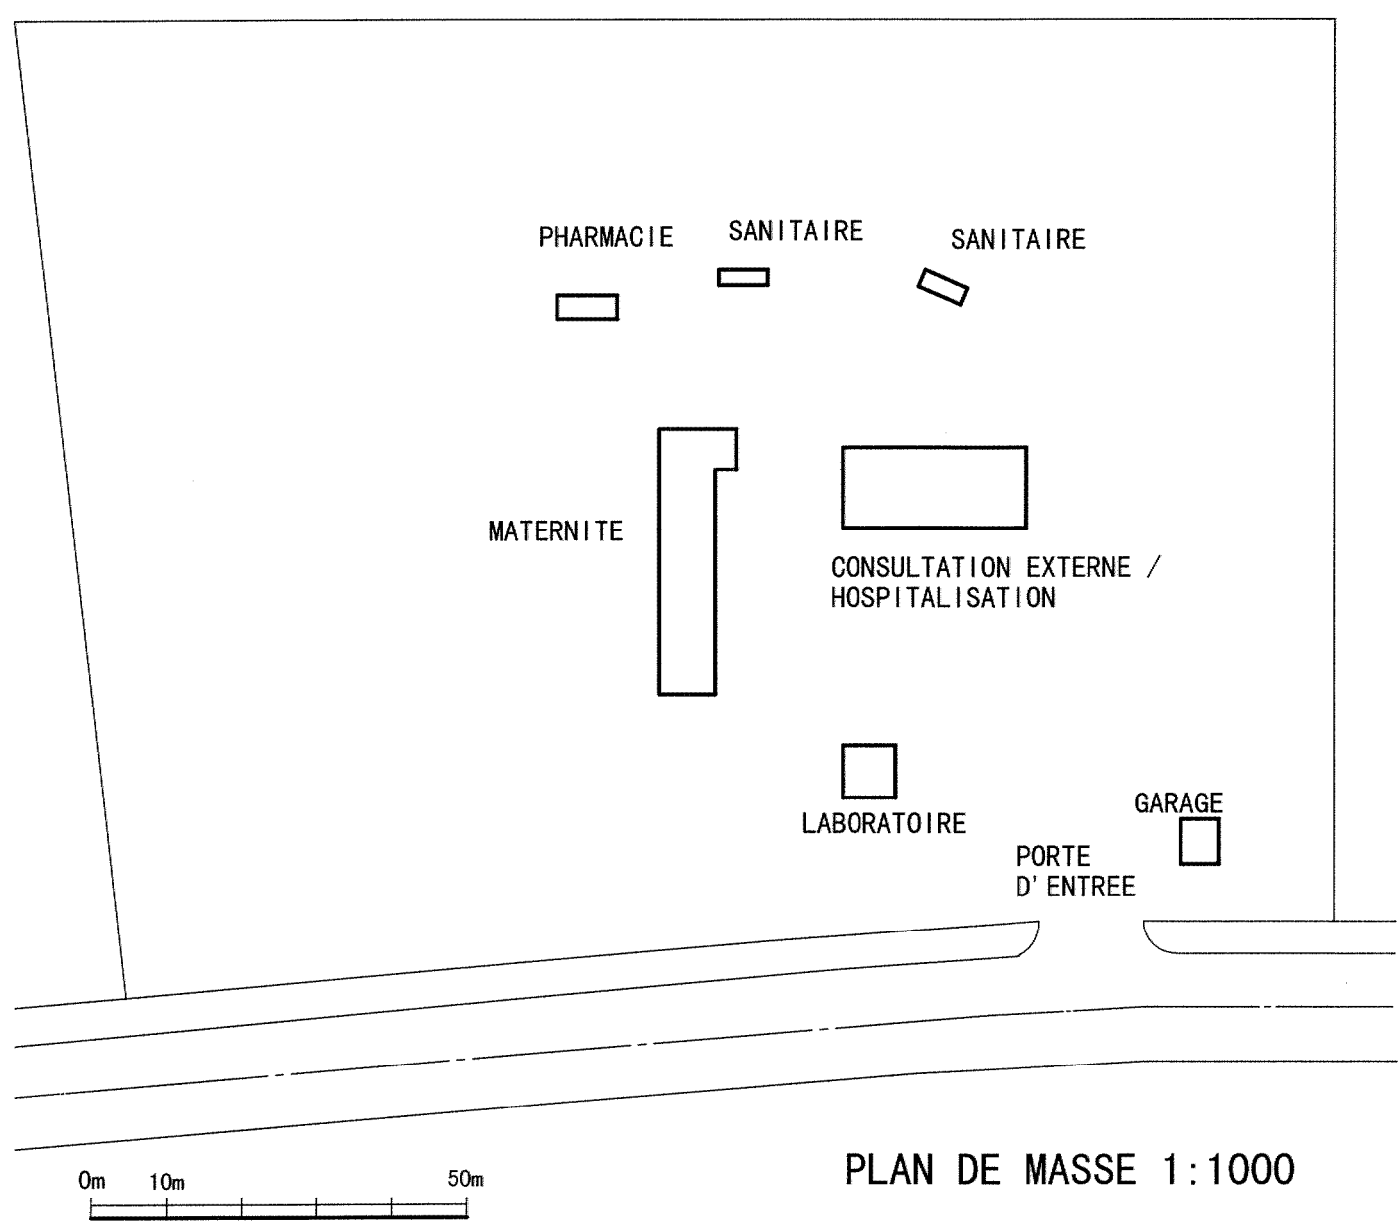 PHARMACIE
SANITAIRE
SANITAIRE
MATERNITE
CONSULTATION EXTERNE /
HOSPITALISATION
LABORATOIRE
GARAGE
PORTE
D'ENTREE
PLAN DE MASSE 1:1000
0m 10m 50m